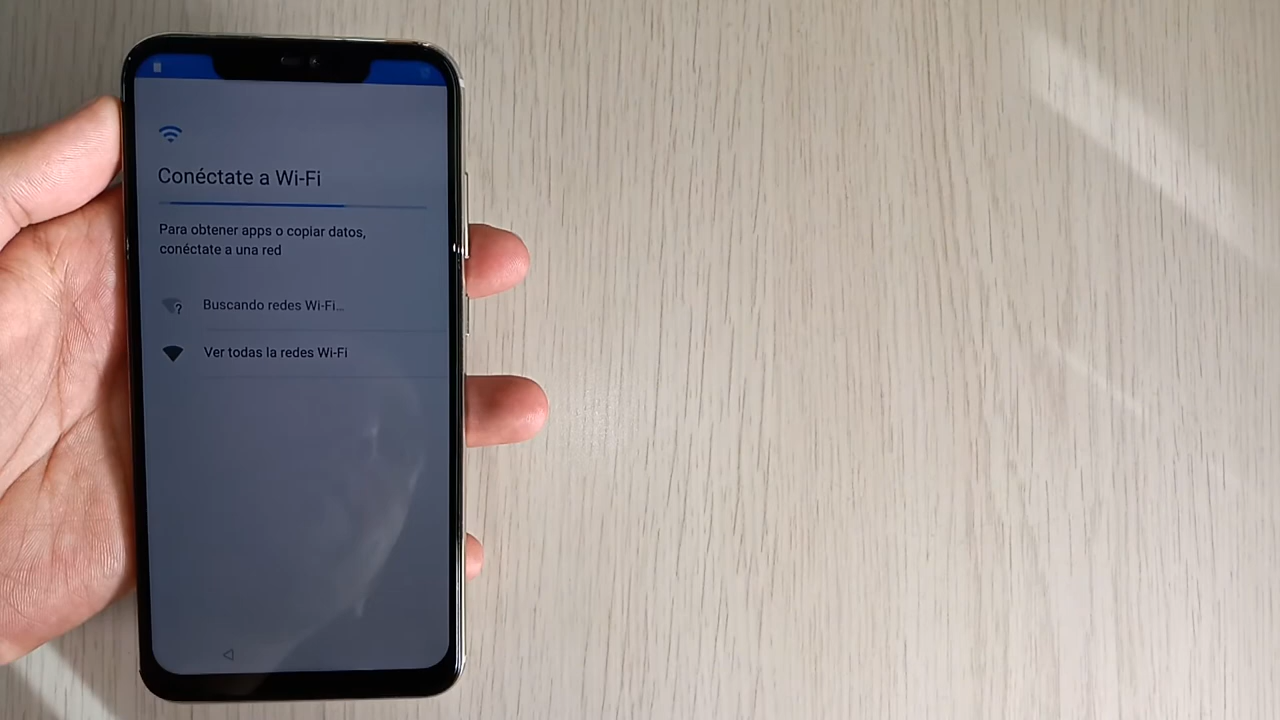 Conéctate a Wi-Fi
Para obtener apps o copiar datos,
conéctate a una red
Buscando redes Wi-Fi...
Ver todas la redes Wi-Fi